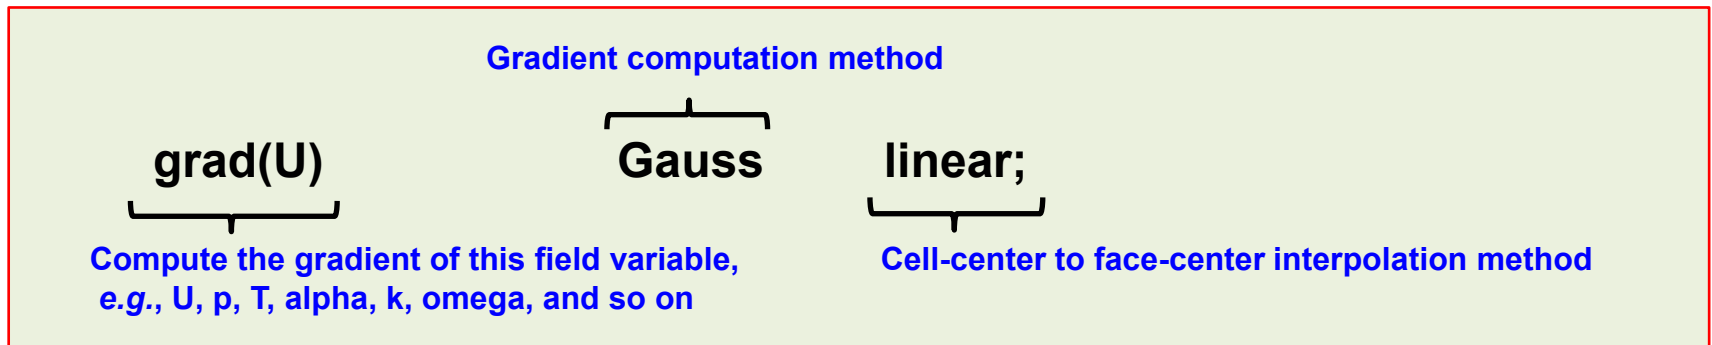 Gradient computation method
grad(U) Gauss linear;
Compute the gradient of this field variable,
e.g., U, p, T, alpha, k, omega, and so on
Cell-center to face-center interpolation method